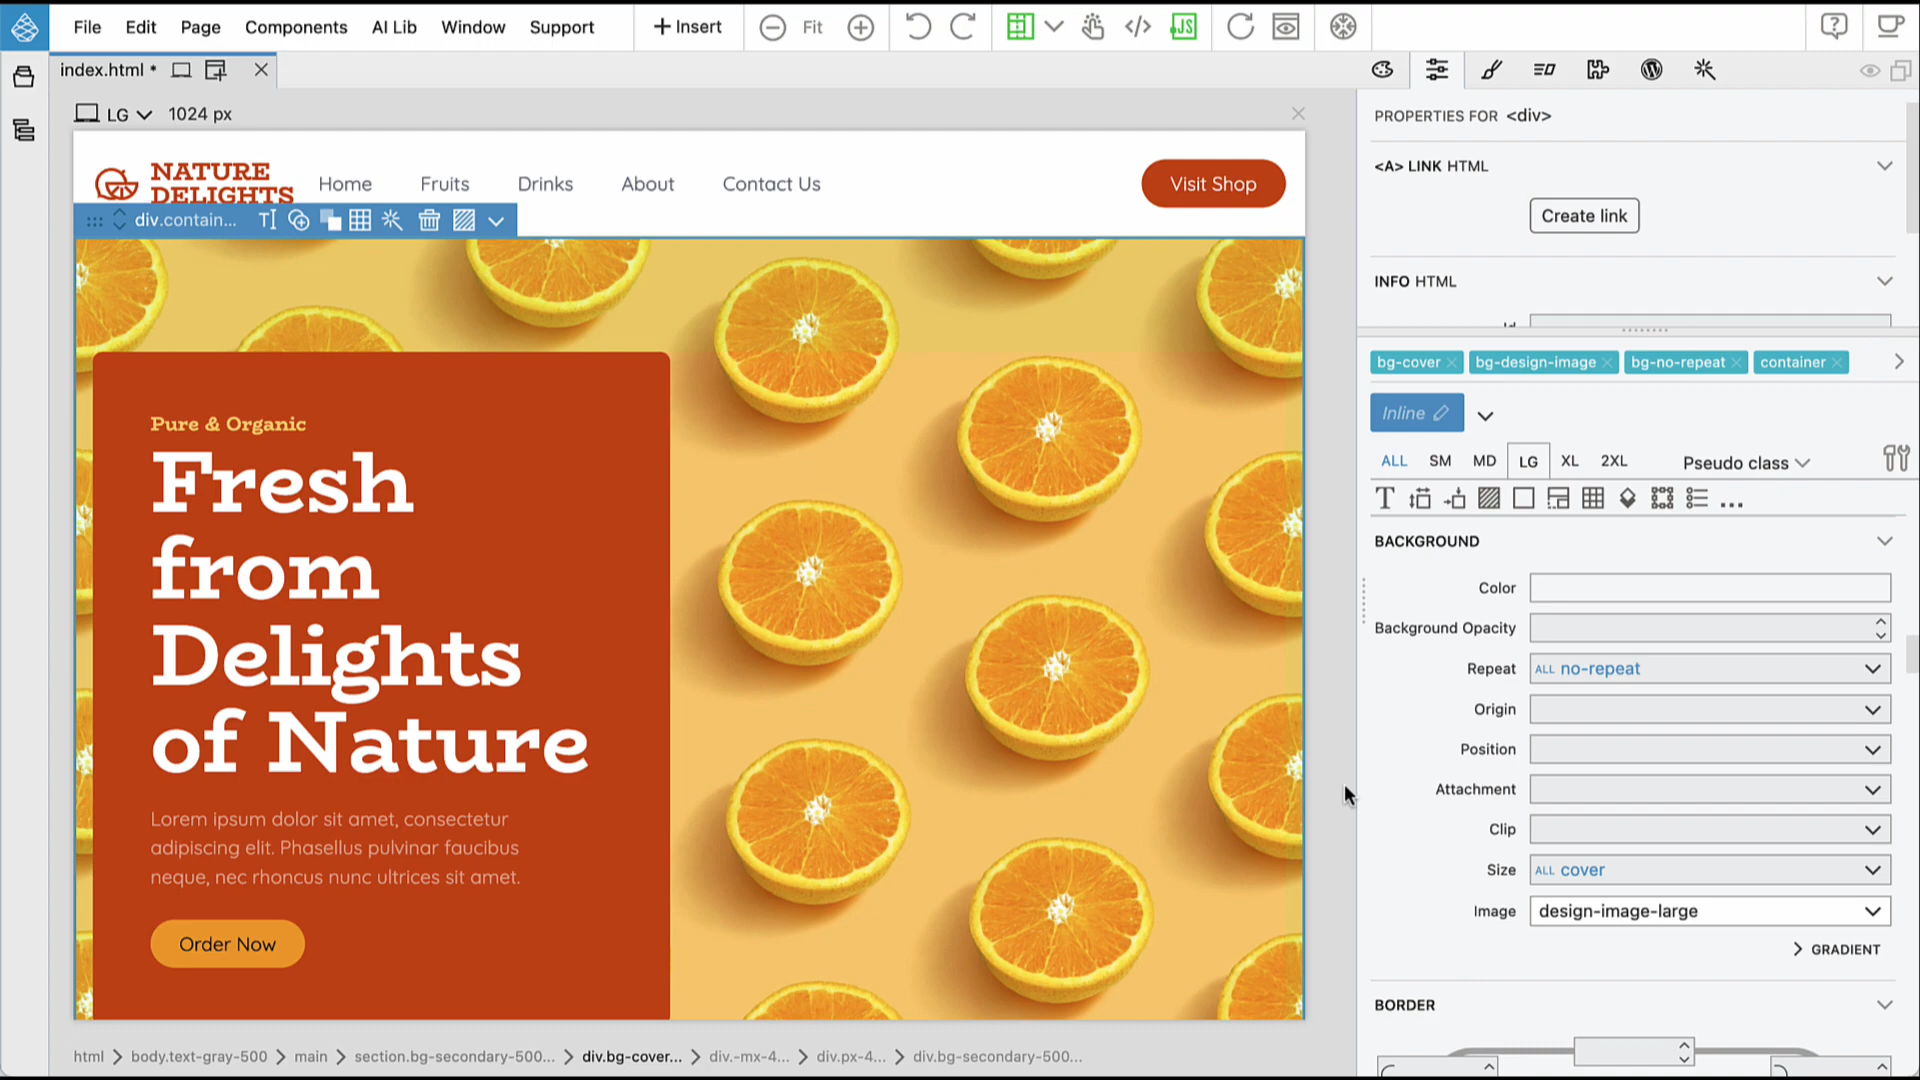 File Edit Page Components AI Lib Window Support + Insert Fit JS
index.html *
LG 1024 px
NATURE
DELIGHTS
Home Fruits Drinks About Contact Us Visit Shop
div.contain...
Pure & Organic
Fresh
from
Delights
of Nature
Lorem ipsum dolor sit amet, consectetur
adipiscing elit. Phasellus pulvinar faucibus
neque, nec rhoncus nunc ultrices sit amet.
Order Now
html body.text-gray-500 main section.bg-secondary-500... div.bg-cover... div.-mx-4... div.px-4... div.bg-secondary-500...
PROPERTIES FOR <div>
<A> LINK HTML
Create link
INFO HTML
bg-cover bg-design-image bg-no-repeat container
Inline
ALL SM MD LG XL 2XL Pseudo class
BACKGROUND
Color
Background Opacity
Repeat ALL no-repeat
Origin
Position
Attachment
Clip
Size ALL cover
Image design-image-large
GRADIENT
BORDER